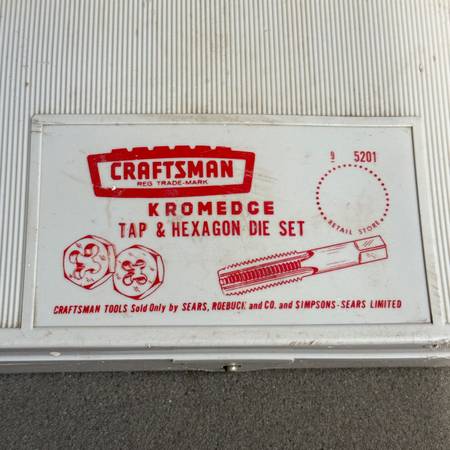 CRAFTSMAN
REG TRADE-MARK
KROMEDGE
TAP & HEXAGON DIE SET
9 5201
RETAIL STORE
CRAFTSMAN TOOLS Sold Only by SEARS, ROEBUCK and CO. and SIMPSONS-SEARS LIMITED